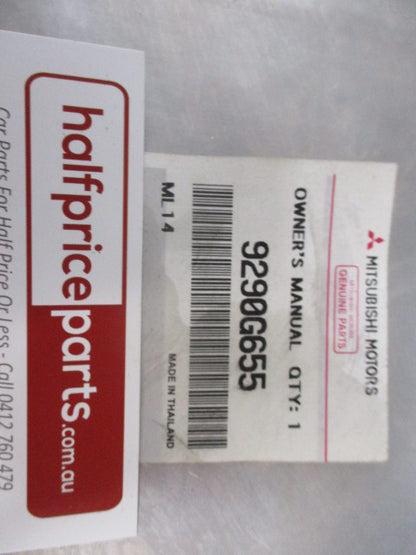 MITSUBISHI MOTORS
GENUINE PARTS
OWNER'S MANUAL QTY: 1
9290G655
ML14
MADE IN THAILAND
halfpriceparts.com.au
Car Parts For Half Price Or Less - Call 0412 760 479